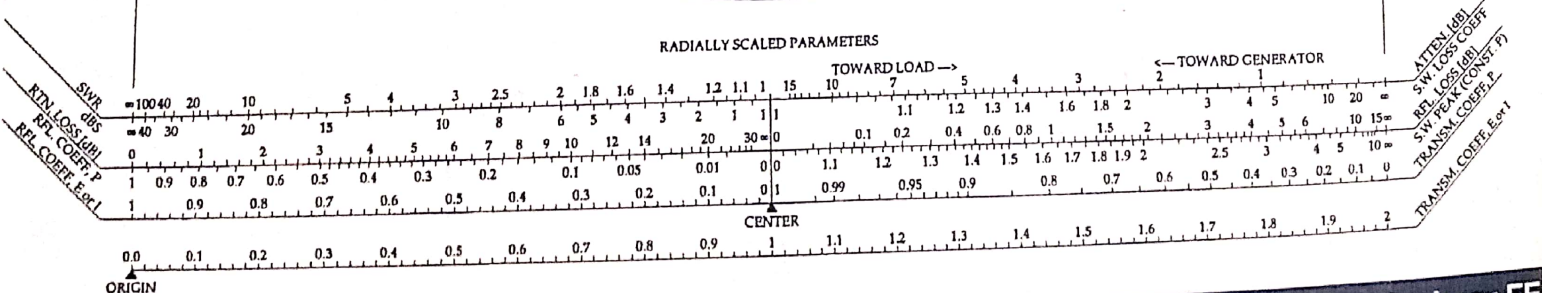 RADIALLY SCALED PARAMETERS
TOWARD LOAD —>
<— TOWARD GENERATOR
SWR
∞ 100 40 20 10 5 4 3 2.5 2 1.8 1.6 1.4 1.2 1.1 1 15 10 7 5 4 3 2 1
ATTEN. [dB]
dBS
∞ 40 30 20 15 10 8 6 5 4 3 2 1 1 1 1.1 1.2 1.3 1.4 1.6 1.8 2 3 4 5 10 20 ∞
S.W. LOSS COEFF
RTN. LOSS [dB]
0 1 2 3 4 5 6 7 8 9 10 12 14 20 30 ∞ 0 0.1 0.2 0.4 0.6 0.8 1 1.5 2 3 4 5 6 10 15 ∞
RFL. LOSS [dB]
RFL. COEFF, P
1 0.9 0.8 0.7 0.6 0.5 0.4 0.3 0.2 0.1 0.05 0.01 0 0 1.1 1.2 1.3 1.4 1.5 1.6 1.7 1.8 1.9 2 2.5 3 4 5 10 ∞
S.W. PEAK (CONST. P)
RFL. COEFF, E or I
1 0.9 0.8 0.7 0.6 0.5 0.4 0.3 0.2 0.1 0 1 0.99 0.95 0.9 0.8 0.7 0.6 0.5 0.4 0.3 0.2 0.1 0
TRANSM. COEFF, P
CENTER
0.0 0.1 0.2 0.3 0.4 0.5 0.6 0.7 0.8 0.9 1 1.1 1.2 1.3 1.4 1.5 1.6 1.7 1.8 1.9 2
TRANSM. COEFF, E or I
ORIGIN